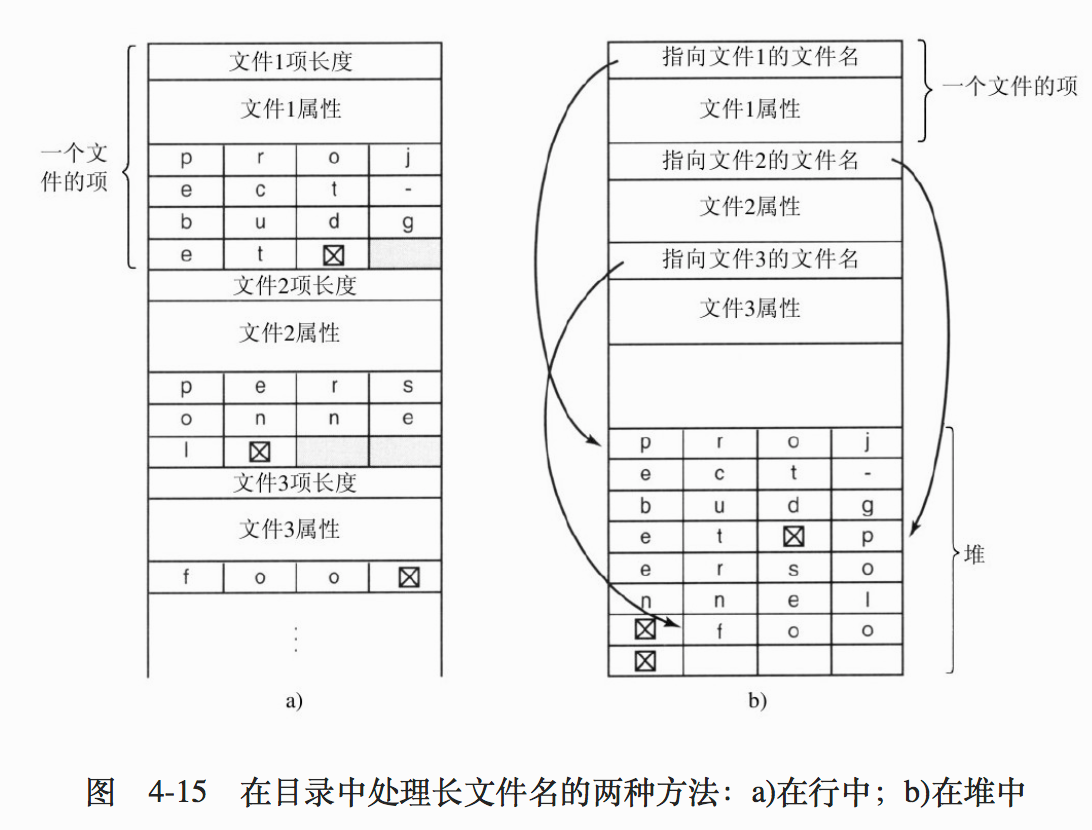 文件1项长度
文件1属性
一个文
件的项
p r o j
e c t -
b u d g
e t ☒
文件2项长度
文件2属性
p e r s
o n n e
l ☒
文件3项长度
文件3属性
f o o ☒
⋮
a)
指向文件1的文件名
一个文件的项
文件1属性
指向文件2的文件名
文件2属性
指向文件3的文件名
文件3属性
p r o j
e c t -
b u d g
e t ☒ p
e r s o
n n e l
☒ f o o
☒
堆
b)
图 4-15 在目录中处理长文件名的两种方法：a)在行中；b)在堆中